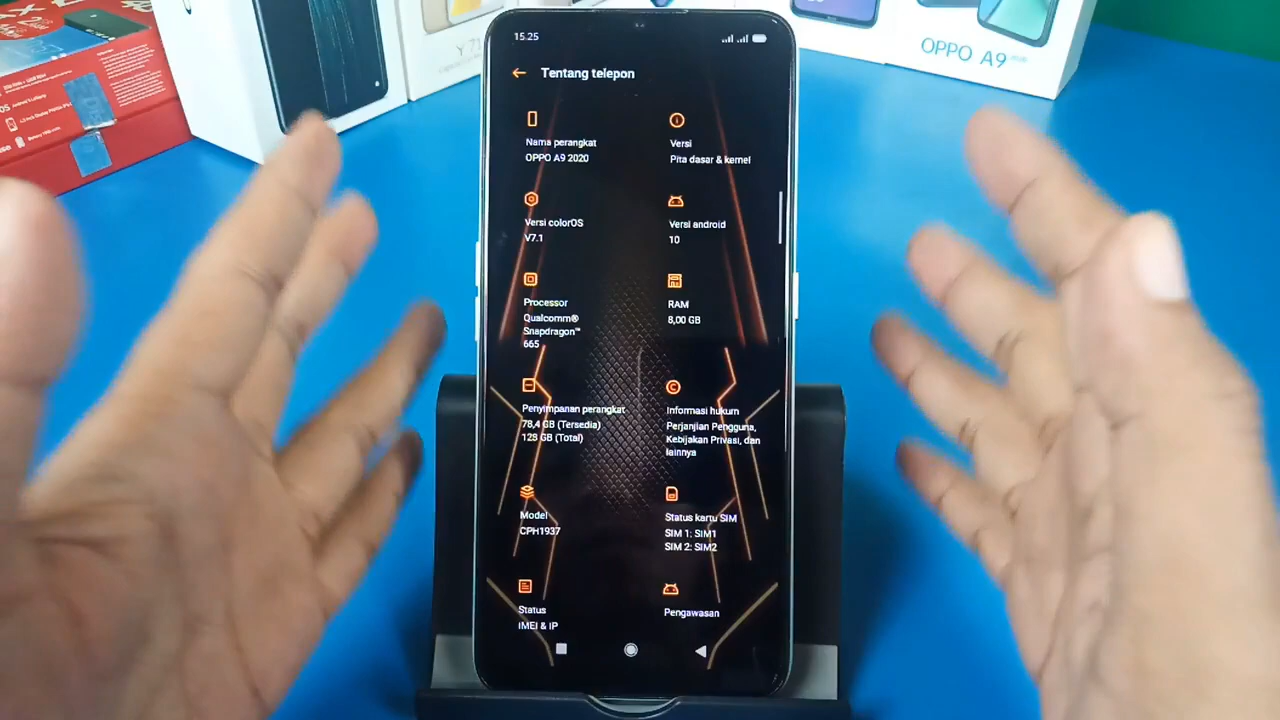 OPPO A9
15.25
Tentang telepon
Nama perangkat
OPPO A9 2020
Versi
Pita dasar & kernel
Versi colorOS
V7.1
Versi android
10
Processor
Qualcomm®
Snapdragon™
665
RAM
8,00 GB
Penyimpanan perangkat
78,4 GB (Tersedia)
128 GB (Total)
Informasi hukum
Perjanjian Pengguna,
Kebijakan Privasi, dan
lainnya
Model
CPH1937
Status kartu SIM
SIM 1: SIM1
SIM 2: SIM2
Status
IMEI & IP
Pengawasan